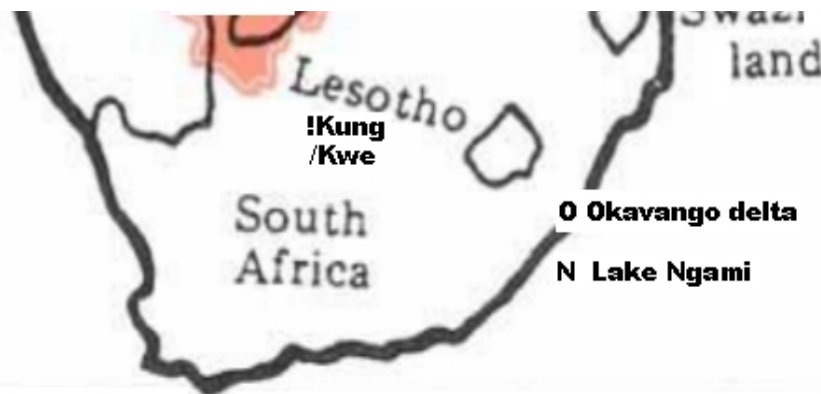 Swazi
land
Lesotho
!Kung
/Kwe
South
Africa
O Okavango delta
N Lake Ngami